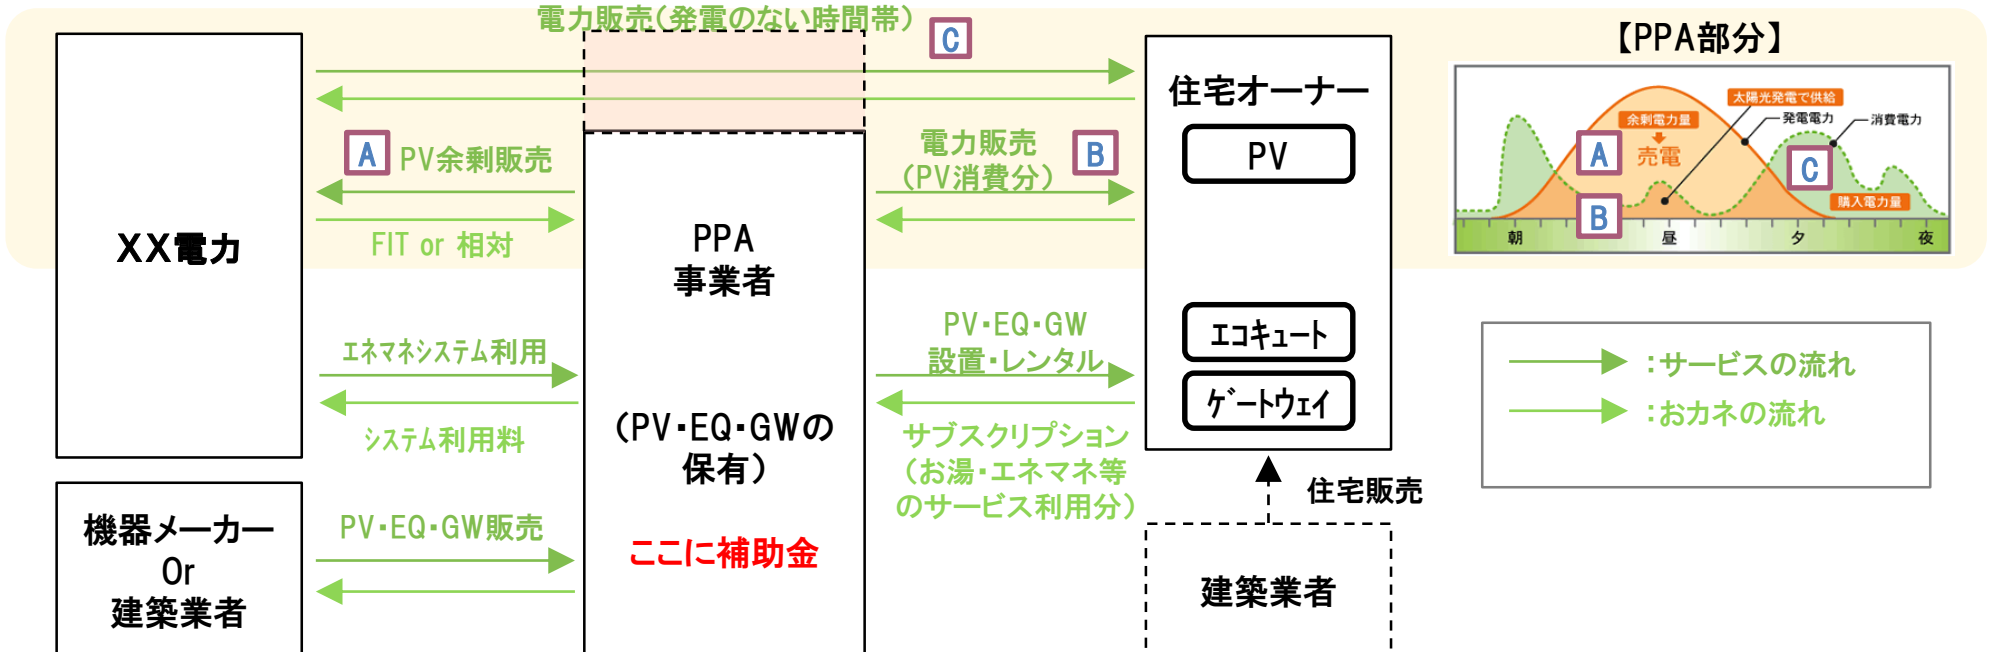 電力販売(発電のない時間帯)
C
XX電力
A
PV余剰販売
FIT or 相対
エネマネシステム利用
システム利用料
機器メーカー
Or
建築業者
PV・EQ・GW販売
PPA
事業者
(PV・EQ・GWの
保有)
ここに補助金
電力販売
(PV消費分)
B
PV・EQ・GW
設置・レンタル
サブスクリプション
(お湯・エネマネ等
のサービス利用分)
住宅オーナー
PV
エコキュート
ゲートウェイ
住宅販売
建築業者
【PPA部分】
太陽光発電で供給
余剰電力量
発電電力
消費電力
A
売電
C
B
購入電力量
朝
昼
夕
夜
:サービスの流れ
:おカネの流れ